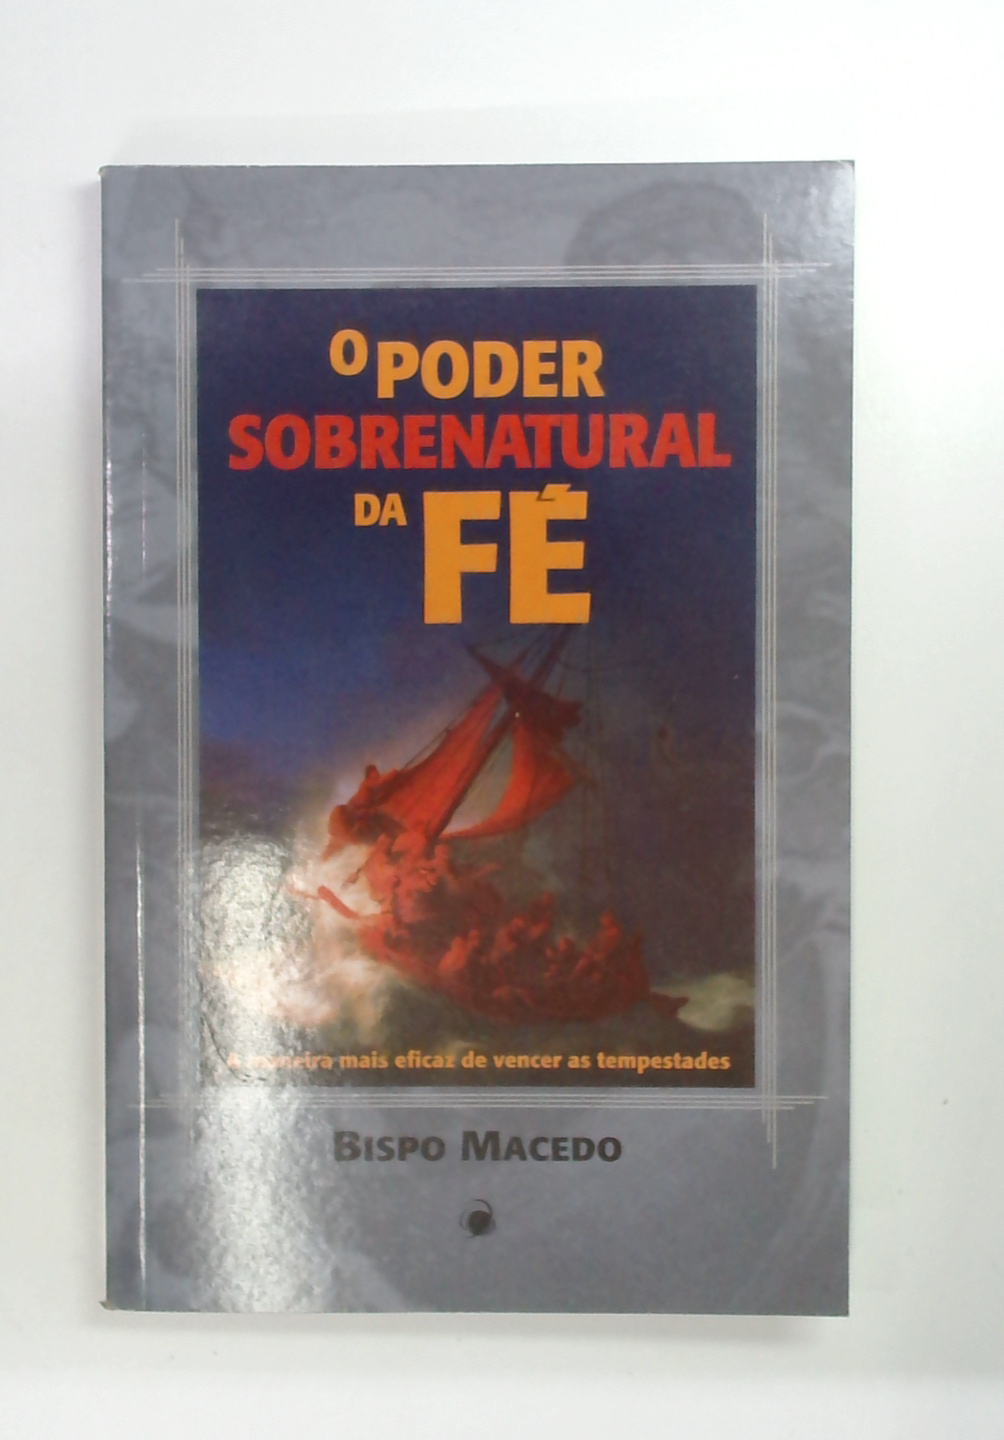 O PODER
SOBRENATURAL
DA FÉ
A maneira mais eficaz de vencer as tempestades
BISPO MACEDO